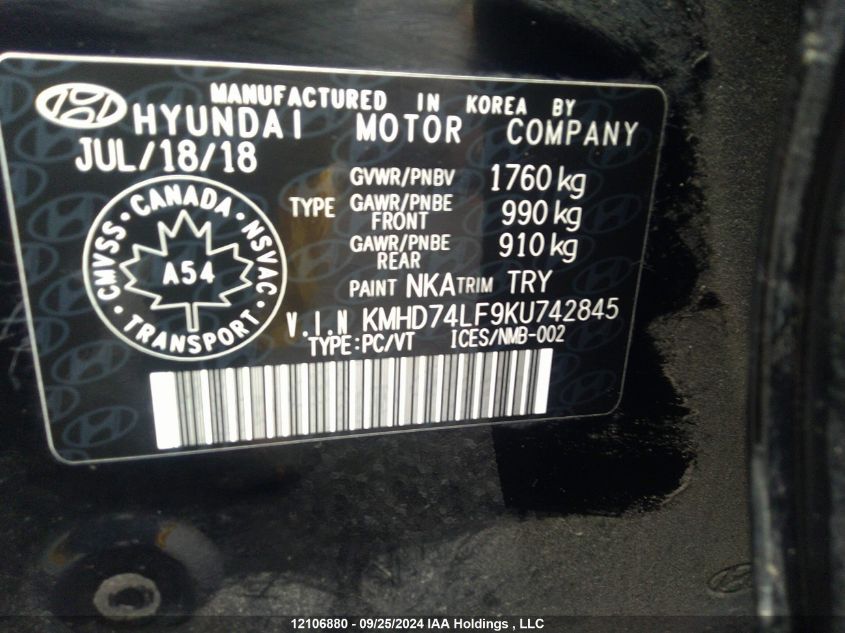 MANUFACTURED IN KOREA BY
HYUNDAI MOTOR COMPANY
JUL/18/18
GVWR/PNBV 1760 kg
TYPE GAWR/PNBE FRONT 990 kg
GAWR/PNBE REAR 910 kg
PAINT NKA TRIM TRY
CMVSS • CANADA • NSVAC • TRANSPORT •
A54
V.I.N KMHD74LF9KU742845
TYPE:PC/VT ICES/NMB-002
12106880 - 09/25/2024 IAA Holdings , LLC